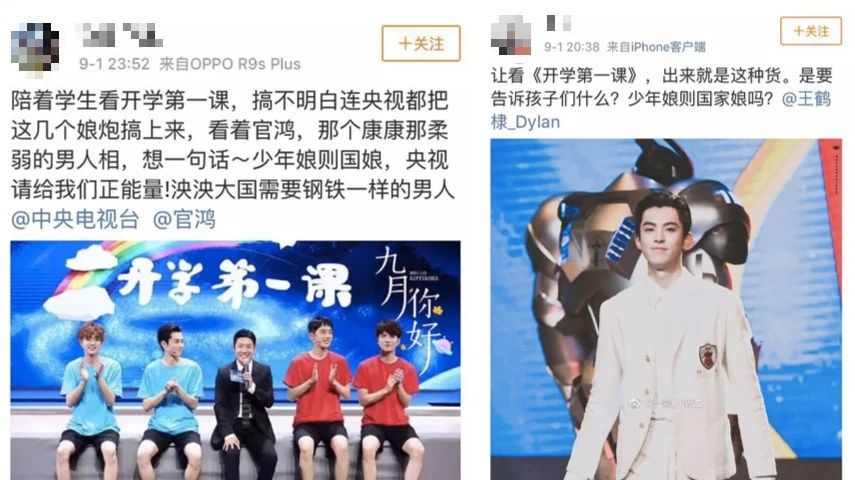 +关注
9-1 23:52 来自OPPO R9s Plus
陪着学生看开学第一课，搞不明白连央视都把
这几个娘炮搞上来，看着官鸿，那个康康那柔
弱的男人相，想一句话～少年娘则国娘，央视
请给我们正能量!泱泱大国需要钢铁一样的男人
@中央电视台 @官鸿
开学第一课
九月
你好
+关注
9-1 20:38 来自iPhone客户端
让看《开学第一课》，出来就是这种货。是要
告诉孩子们什么？少年娘则国家娘吗？@王鹤
棣_Dylan